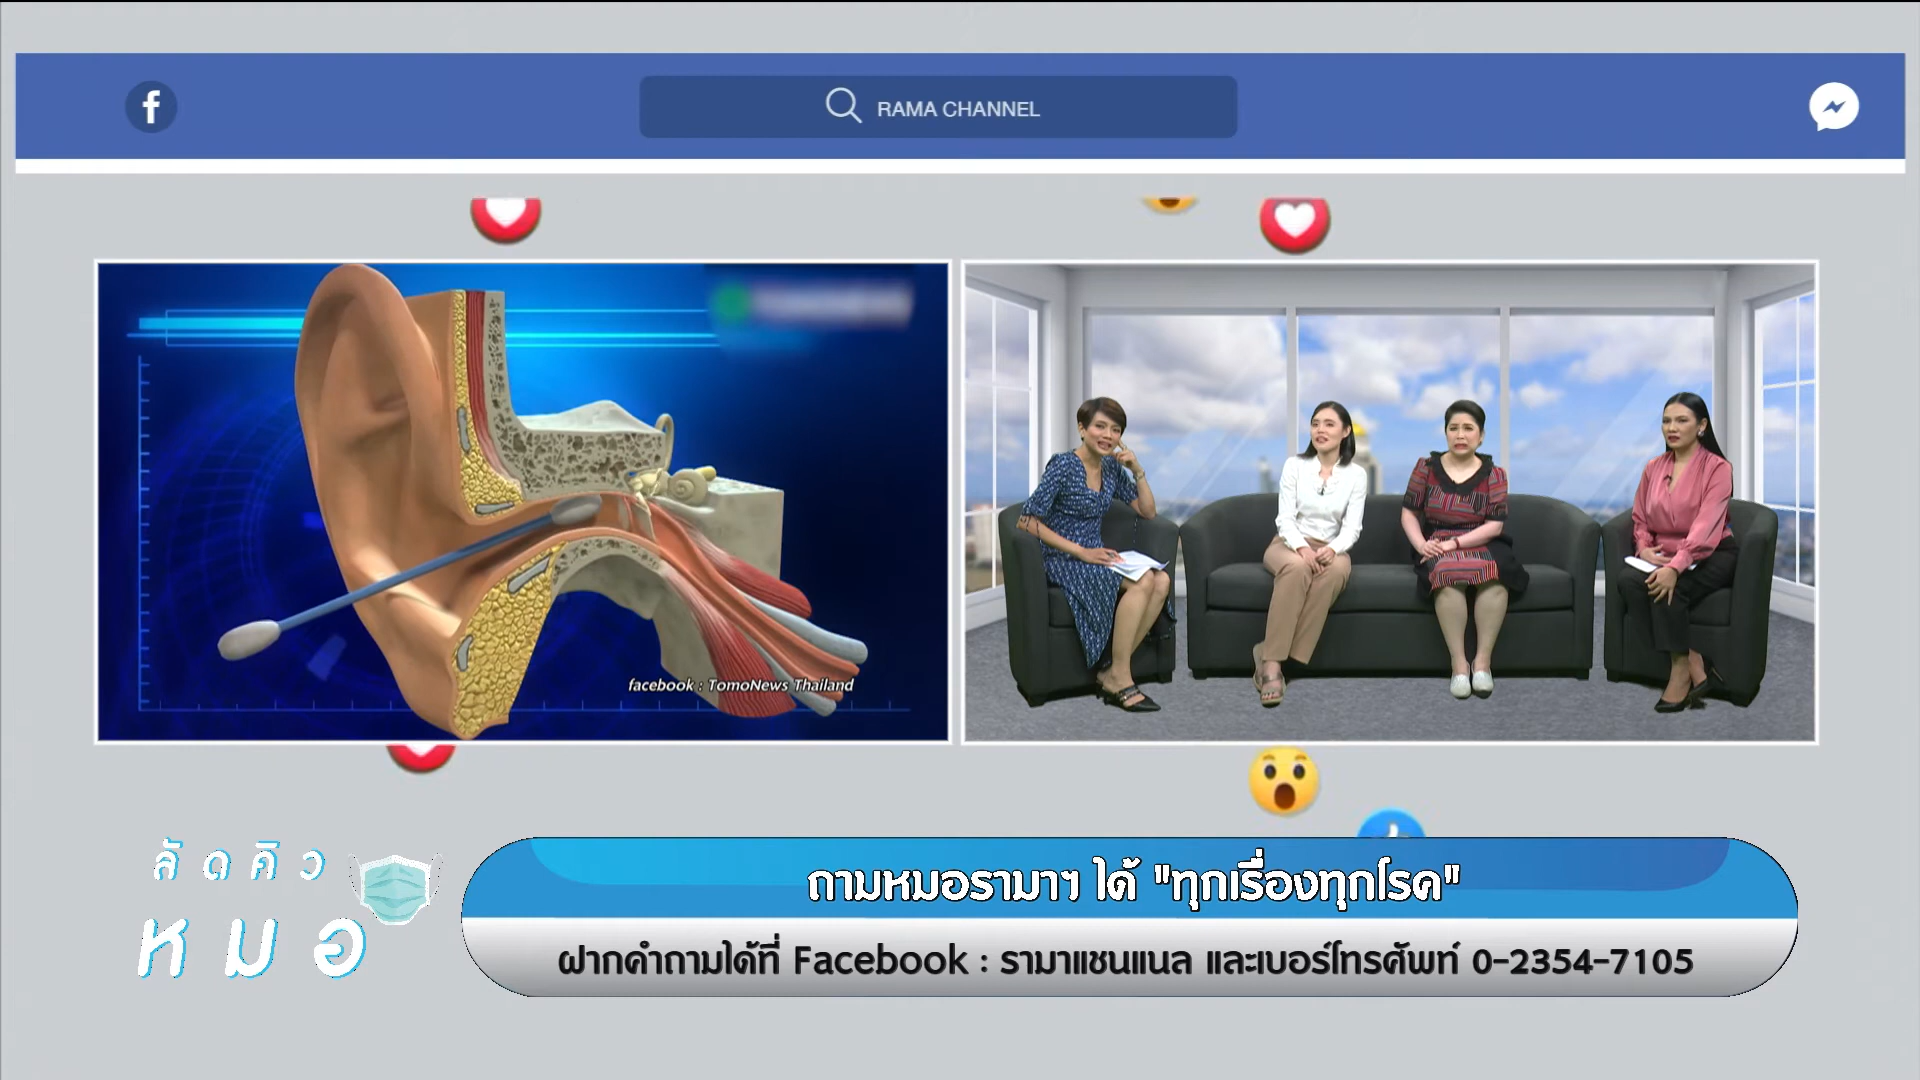 RAMA CHANNEL
facebook : TomoNews Thailand
ลัดคิว
หมอ
ถามหมอรามาฯ ได้ "ทุกเรื่องทุกโรค"
ฝากคำถามได้ที่ Facebook : รามาแชนแนล และเบอร์โทรศัพท์ 0-2354-7105